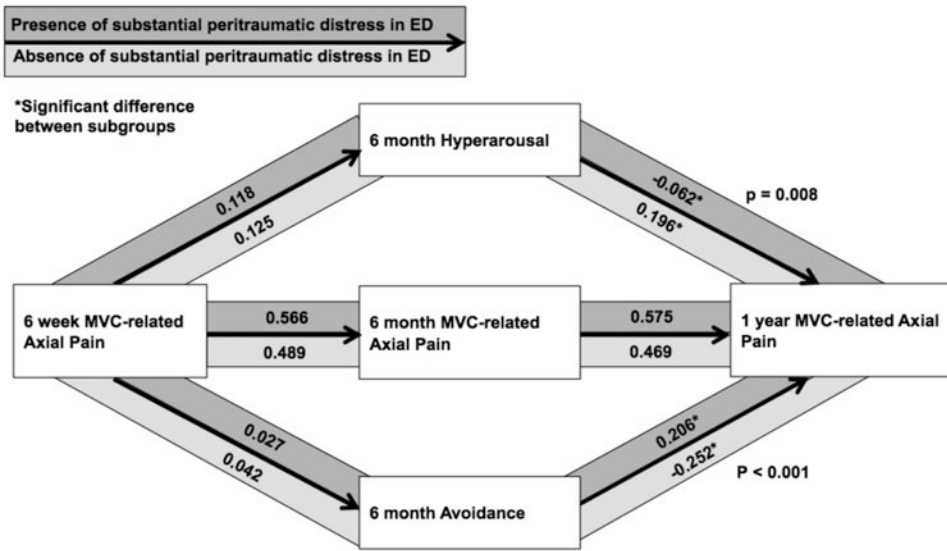 Presence of substantial peritraumatic distress in ED
Absence of substantial peritraumatic distress in ED
*Significant difference
between subgroups
6 month Hyperarousal
0.118
0.125
-0.062*
0.196*
p = 0.008
6 week MVC-related
Axial Pain
0.566
0.489
6 month MVC-related
Axial Pain
0.575
0.469
1 year MVC-related Axial
Pain
0.027
0.042
0.206*
-0.252*
P < 0.001
6 month Avoidance